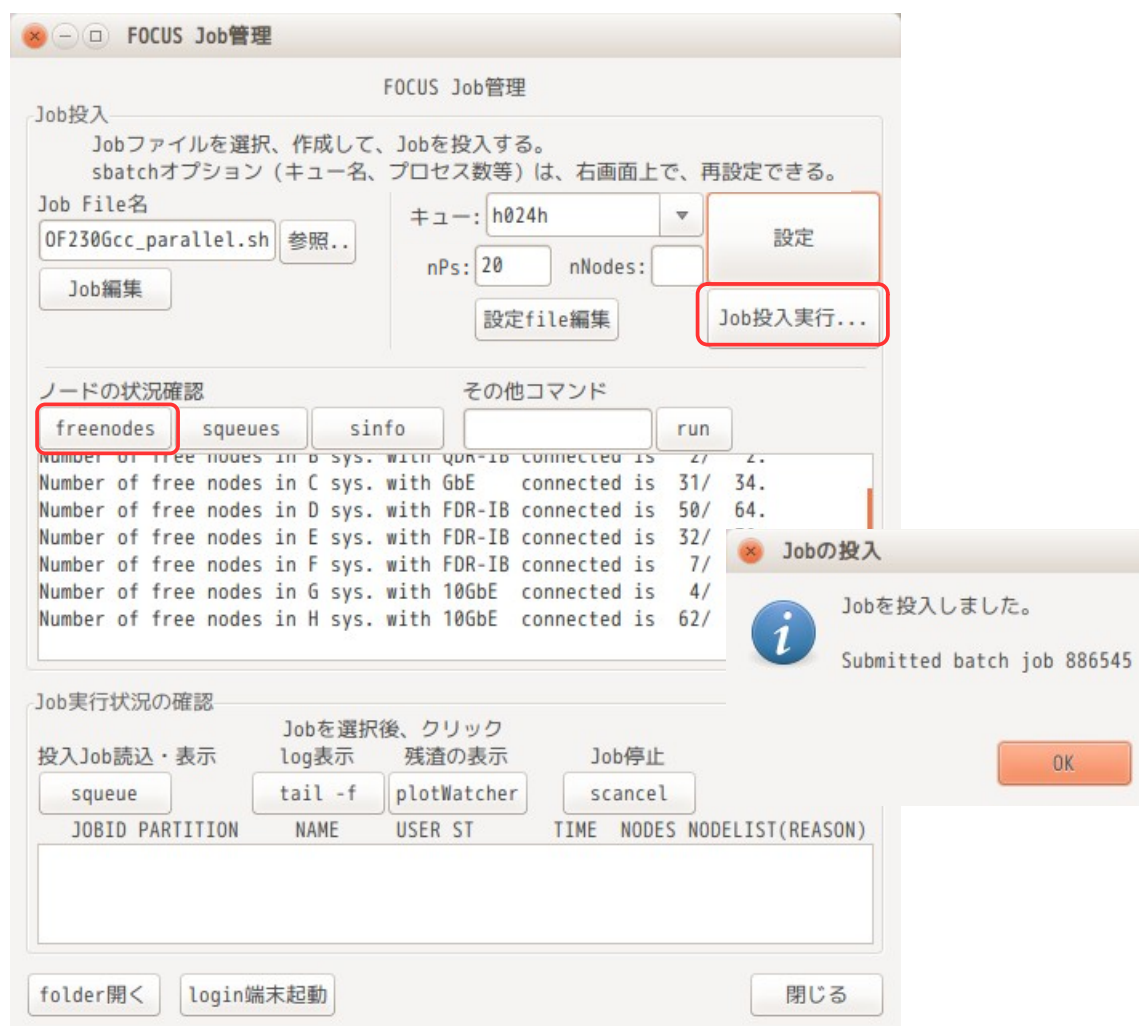 FOCUS Job管理
FOCUS Job管理
Job投入
Jobファイルを選択、作成して、Jobを投入する。
sbatchオプション（キュー名、プロセス数等）は、右画面上で、再設定できる。
Job File名
キュー: h024h
設定
OF230Gcc_parallel.sh 参照..
nPs: 20 nNodes:
Job編集
設定file編集
Job投入実行...
ノードの状況確認 その他コマンド
freenodes squeues sinfo run
Number of free nodes in B sys. with QDR-IB connected is 2/ 2.
Number of free nodes in C sys. with GbE connected is 31/ 34.
Number of free nodes in D sys. with FDR-IB connected is 50/ 64.
Number of free nodes in E sys. with FDR-IB connected is 32/
Number of free nodes in F sys. with FDR-IB connected is 7/
Number of free nodes in G sys. with 10GbE connected is 4/
Number of free nodes in H sys. with 10GbE connected is 62/
Jobの投入
Jobを投入しました。
Submitted batch job 886545
OK
Job実行状況の確認
Jobを選択後、クリック
投入Job読込・表示 log表示 残渣の表示 Job停止
squeue tail -f plotWatcher scancel
JOBID PARTITION NAME USER ST TIME NODES NODELIST(REASON)
folder開く login端末起動 閉じる